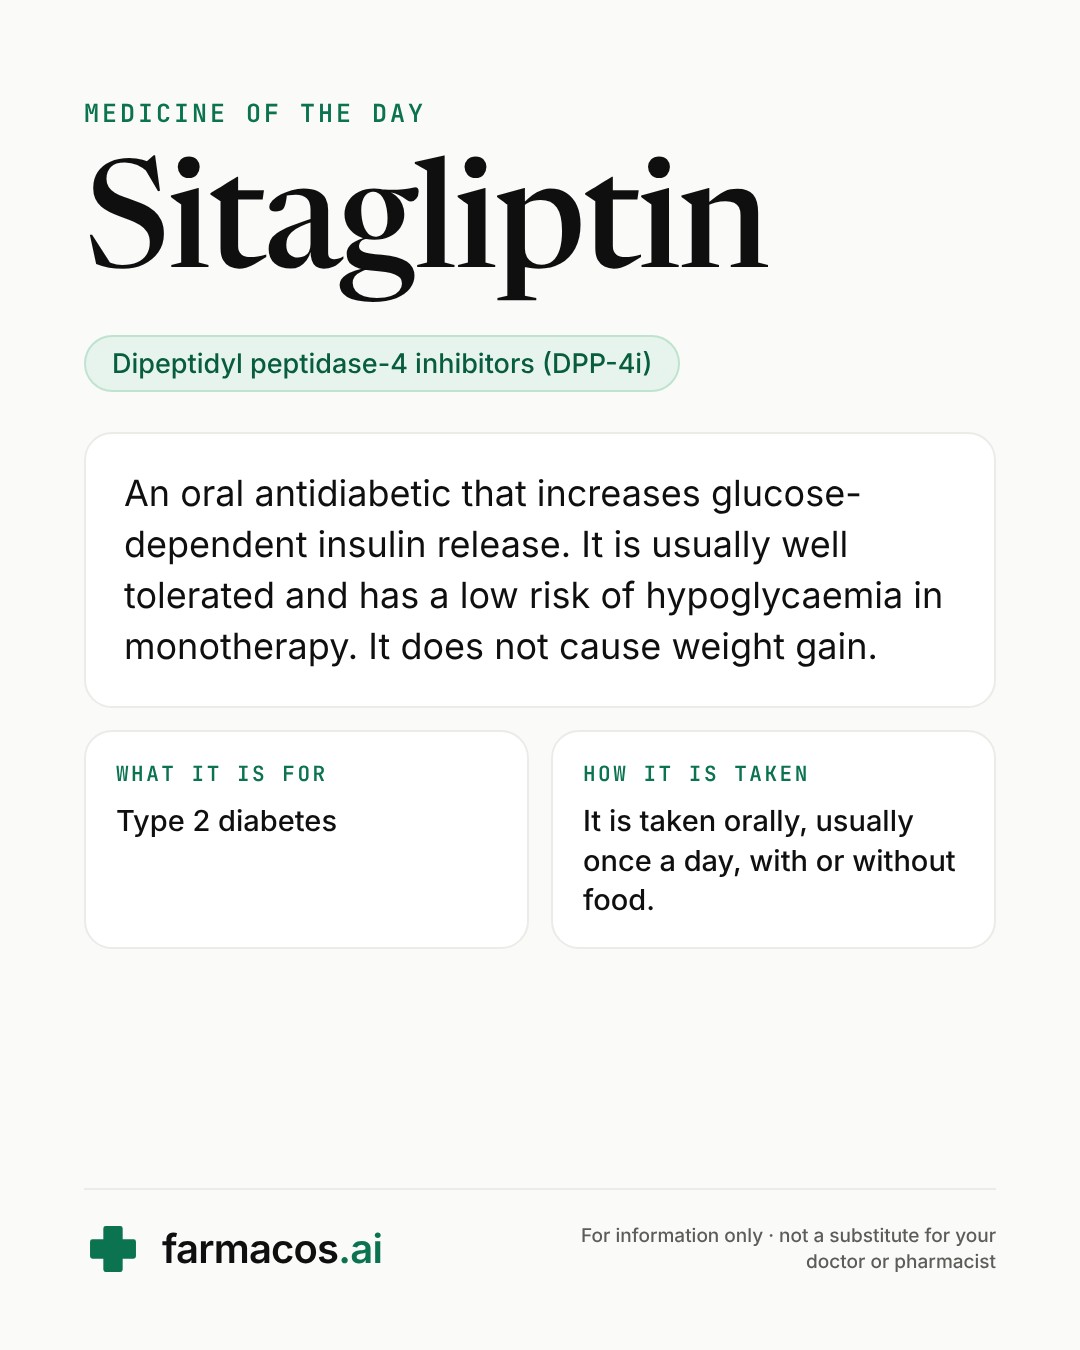 MEDICINE OF THE DAY
Sitagliptin
Dipeptidyl peptidase-4 inhibitors (DPP-4i)
An oral antidiabetic that increases glucose-
dependent insulin release. It is usually well
tolerated and has a low risk of hypoglycaemia in
monotherapy. It does not cause weight gain.
WHAT IT IS FOR
Type 2 diabetes
HOW IT IS TAKEN
It is taken orally, usually
once a day, with or without
food.
farmacos.ai
For information only · not a substitute for your
doctor or pharmacist